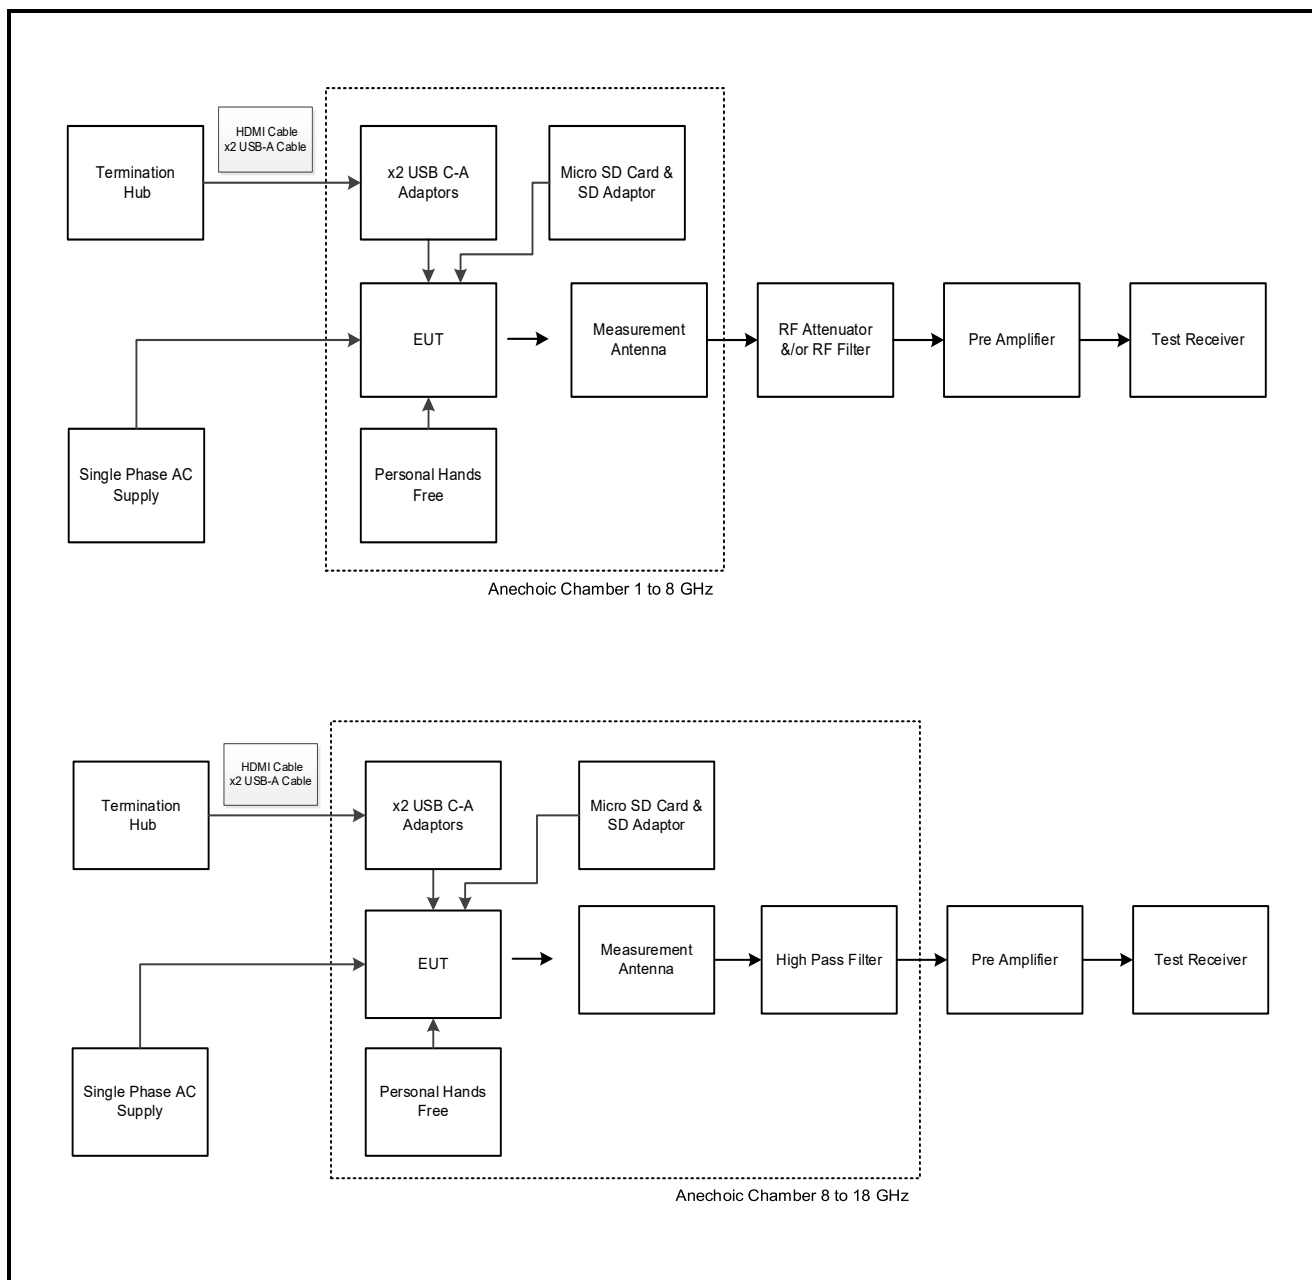 HDMI Cable
x2 USB-A Cable
Termination
Hub
x2 USB C-A
Adaptors
Micro SD Card &
SD Adaptor
EUT
Measurement
Antenna
RF Attenuator
&/or RF Filter
Pre Amplifier
Test Receiver
Single Phase AC
Supply
Personal Hands
Free
Anechoic Chamber 1 to 8 GHz
HDMI Cable
x2 USB-A Cable
Termination
Hub
x2 USB C-A
Adaptors
Micro SD Card &
SD Adaptor
EUT
Measurement
Antenna
High Pass Filter
Pre Amplifier
Test Receiver
Single Phase AC
Supply
Personal Hands
Free
Anechoic Chamber 8 to 18 GHz